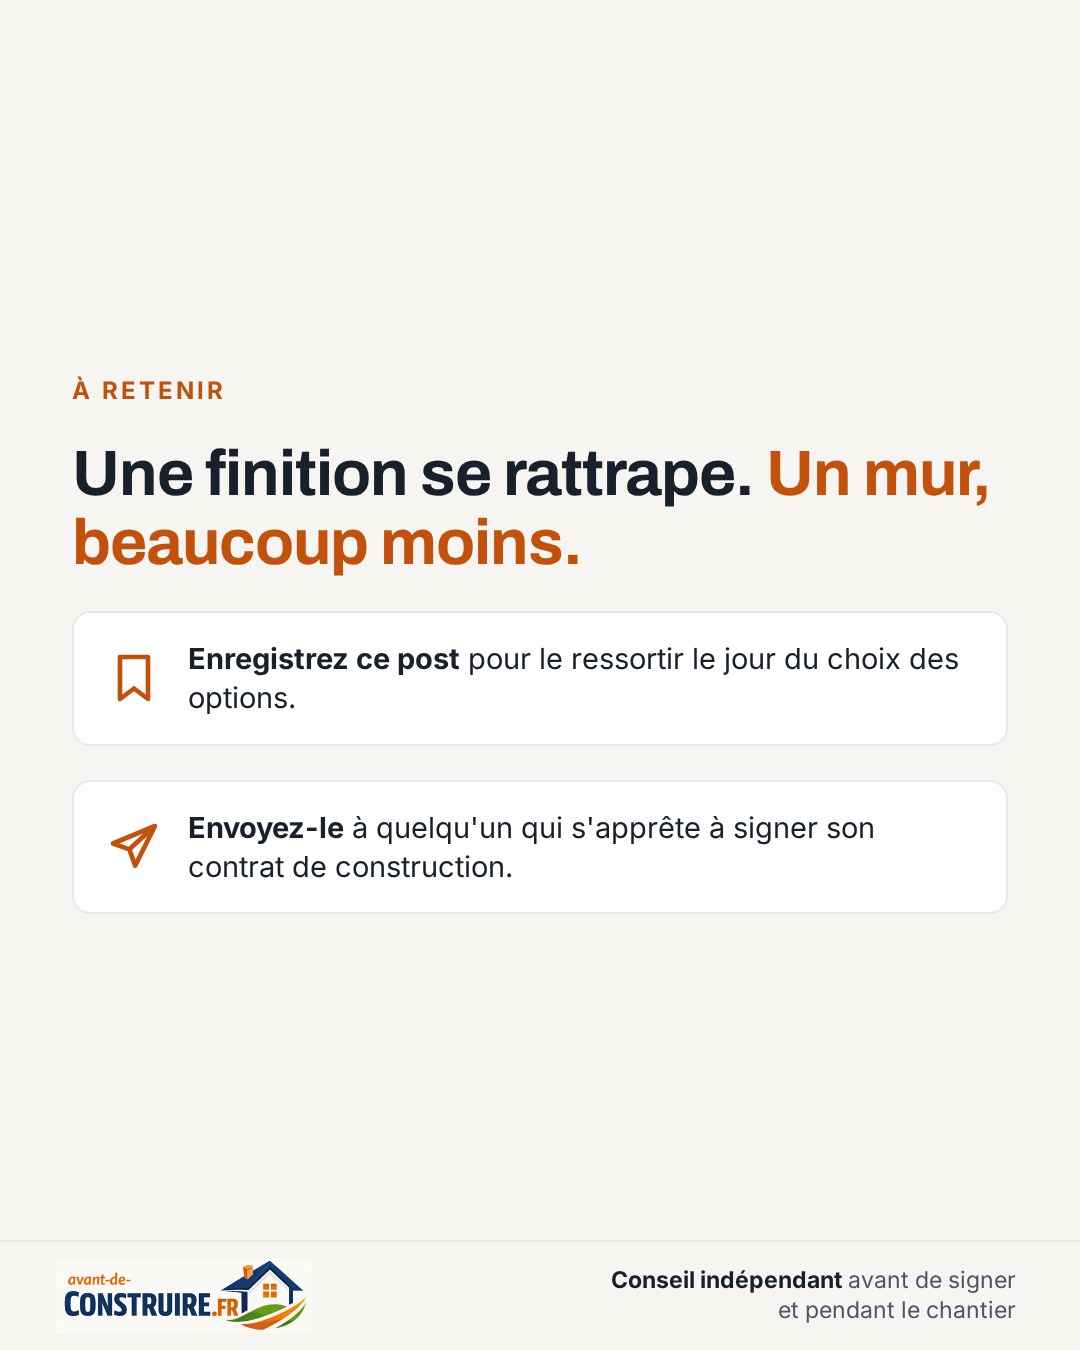 À RETENIR
Une finition se rattrape. Un mur,
beaucoup moins.
Enregistrez ce post pour le ressortir le jour du choix des
options.
Envoyez-le à quelqu'un qui s'apprête à signer son
contrat de construction.
avant-de-
CONSTRUIRE.FR
Conseil indépendant avant de signer
et pendant le chantier